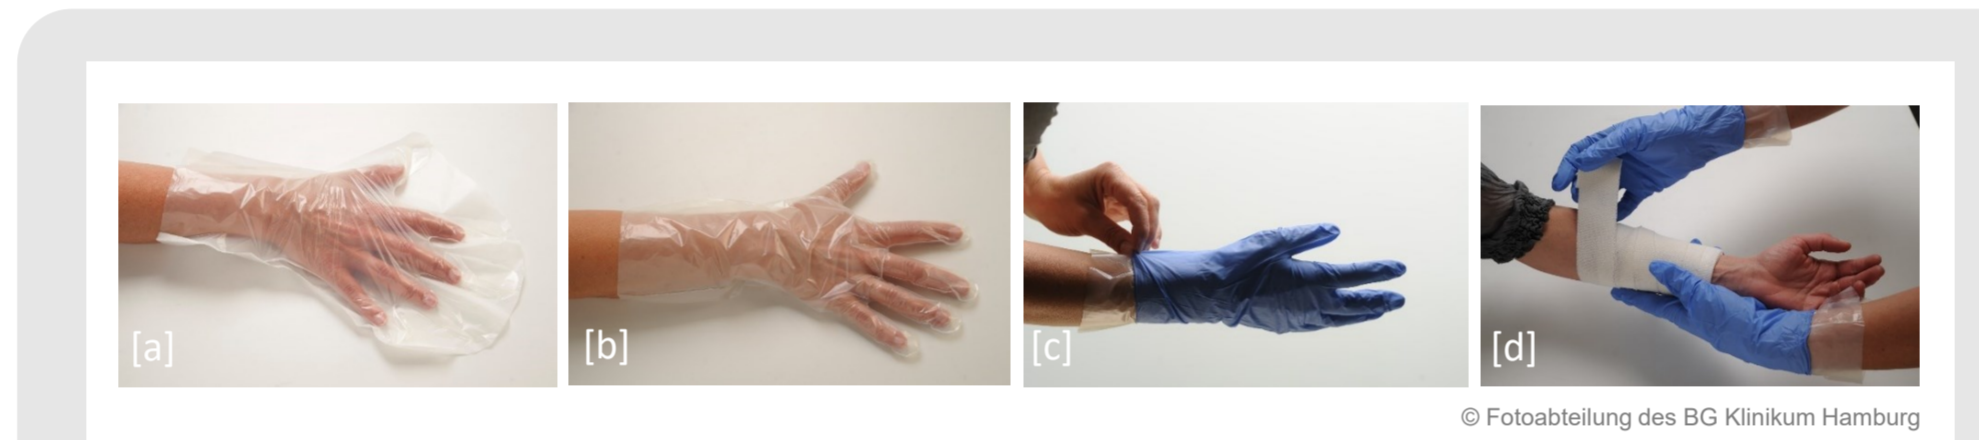 [a] [b] [c] [d]
© Fotoabteilung des BG Klinikum Hamburg